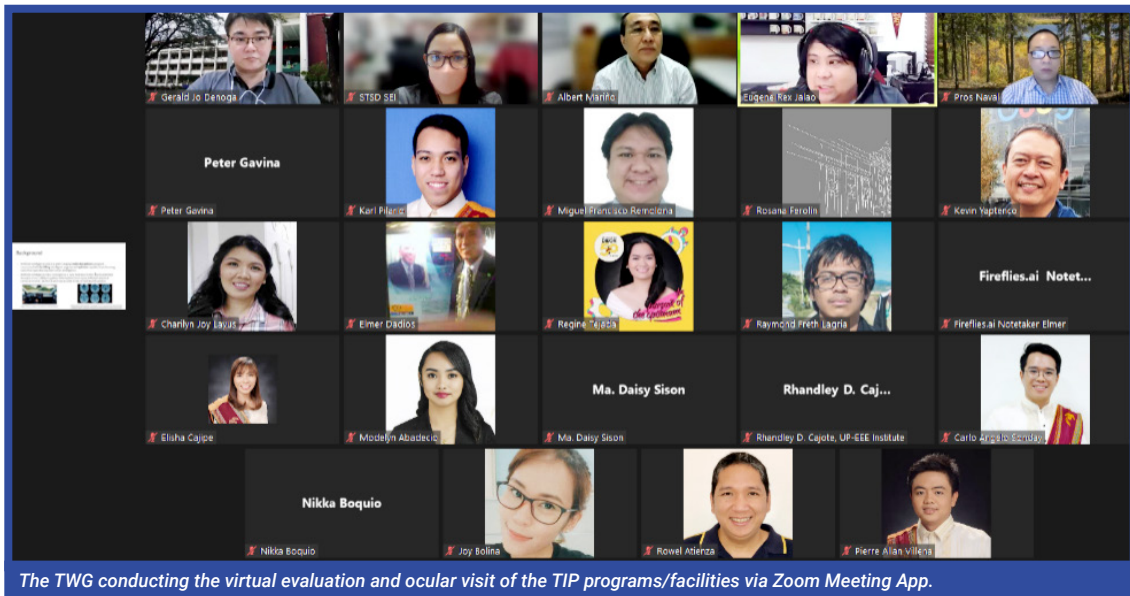 Gerald Jo Denoga
STSD SEI
Albert Mariño
Eugene Rex Jalao
Pros Naval
Peter Gavina
Peter Gavina
Karl Pilario
Miguel Francisco Remolona
Rosana Ferolin
Kevin Yaptenco
Background
Charilyn Joy Layus
Elmer Dadios
Regine Tejada
Raymond Freth Lagria
Fireflies.ai Notet...
Fireflies.ai Notetaker Elmer
Elisha Cajipe
Modelyn Abadecio
Ma. Daisy Sison
Ma. Daisy Sison
Rhandley D. Caj...
Rhandley D. Cajote, UP-EEE Institute
Carlo Angelo Sonday
Nikka Boquio
Nikka Boquio
Joy Bolina
Rowel Atienza
Pierre Allan Villena
The TWG conducting the virtual evaluation and ocular visit of the TIP programs/facilities via Zoom Meeting App.